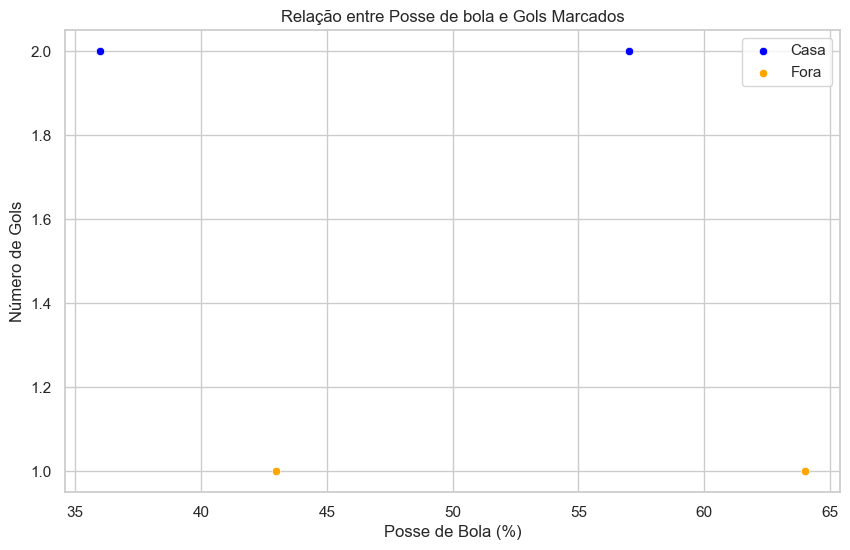 Relação entre Posse de bola e Gols Marcados
Casa
Fora
Número de Gols
2.0
1.8
1.6
1.4
1.2
1.0
35 40 45 50 55 60 65
Posse de Bola (%)